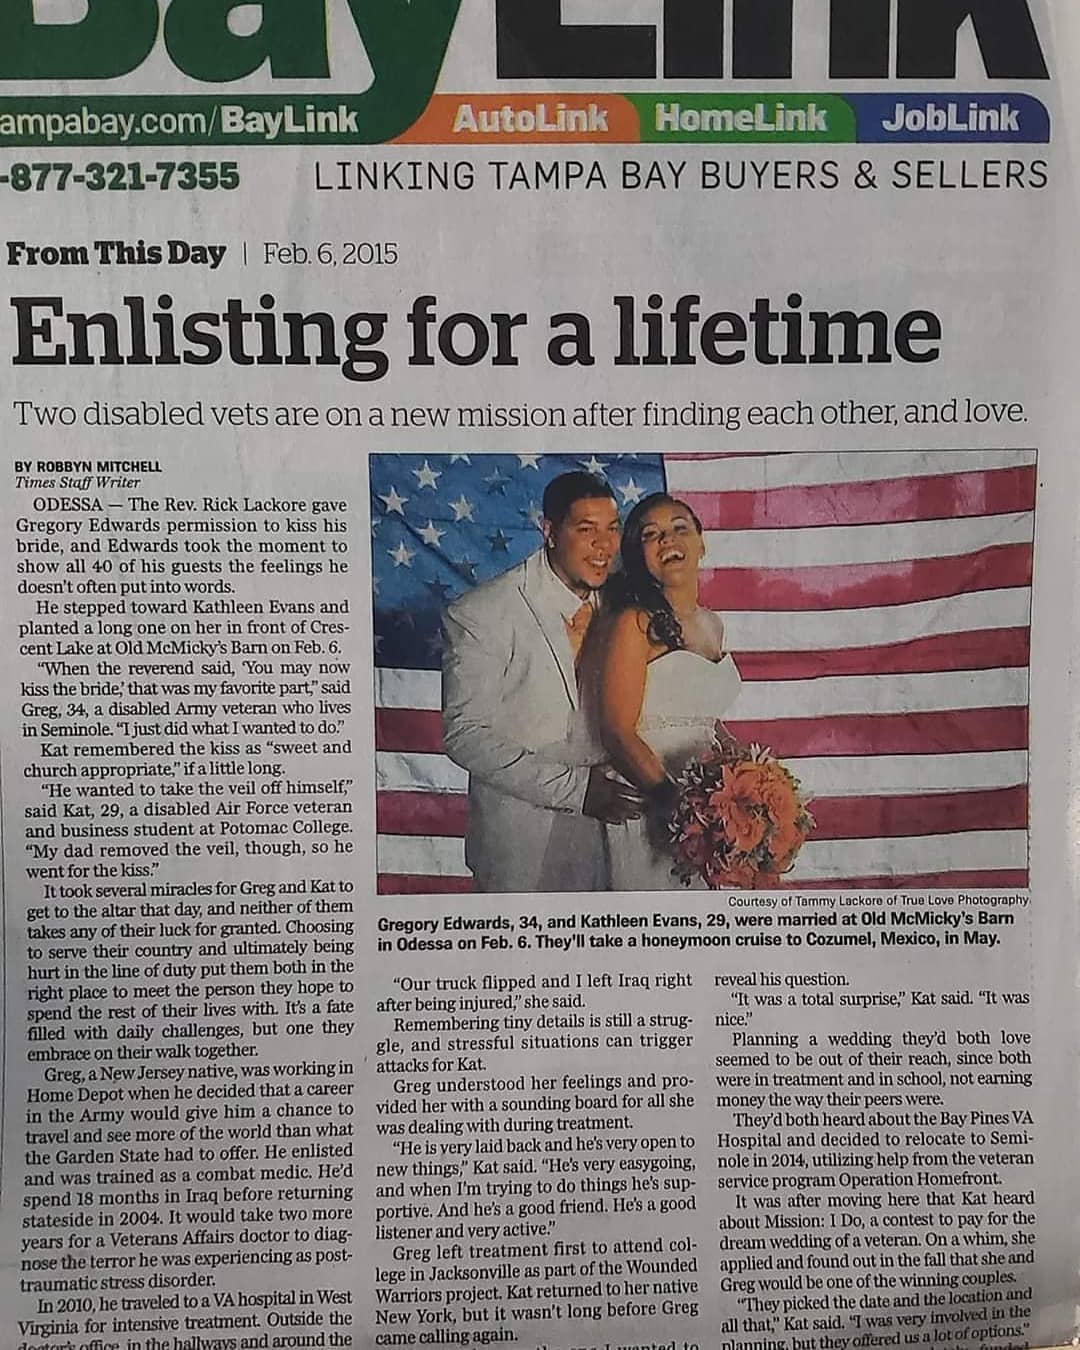 BayLink
ampabay.com/BayLink
AutoLink
HomeLink
JobLink
-877-321-7355
LINKING TAMPA BAY BUYERS & SELLERS
From This Day | Feb. 6, 2015
Enlisting for a lifetime
Two disabled vets are on a new mission after finding each other, and love.
BY ROBBYN MITCHELL
Times Staff Writer
ODESSA — The Rev. Rick Lackore gave
Gregory Edwards permission to kiss his
bride, and Edwards took the moment to
show all 40 of his guests the feelings he
doesn't often put into words.
He stepped toward Kathleen Evans and
planted a long one on her in front of Cres-
cent Lake at Old McMicky's Barn on Feb. 6.
“When the reverend said, ‘You may now
kiss the bride,’ that was my favorite part,” said
Greg, 34, a disabled Army veteran who lives
in Seminole. “I just did what I wanted to do.”
Kat remembered the kiss as “sweet and
church appropriate,” if a little long.
“He wanted to take the veil off himself,”
said Kat, 29, a disabled Air Force veteran
and business student at Potomac College.
“My dad removed the veil, though, so he
went for the kiss.”
It took several miracles for Greg and Kat to
get to the altar that day, and neither of them
takes any of their luck for granted. Choosing
to serve their country and ultimately being
hurt in the line of duty put them both in the
right place to meet the person they hope to
spend the rest of their lives with. It's a fate
filled with daily challenges, but one they
embrace on their walk together.
Greg, a New Jersey native, was working in
Home Depot when he decided that a career
in the Army would give him a chance to
travel and see more of the world than what
the Garden State had to offer. He enlisted
and was trained as a combat medic. He'd
spend 18 months in Iraq before returning
stateside in 2004. It would take two more
years for a Veterans Affairs doctor to diag-
nose the terror he was experiencing as post-
traumatic stress disorder.
In 2010, he traveled to a VA hospital in West
Virginia for intensive treatment. Outside the
doctor's office, in the hallways and around the
Courtesy of Tammy Lackore of True Love Photography
Gregory Edwards, 34, and Kathleen Evans, 29, were married at Old McMicky's Barn
in Odessa on Feb. 6. They'll take a honeymoon cruise to Cozumel, Mexico, in May.
“Our truck flipped and I left Iraq right
after being injured,” she said.
Remembering tiny details is still a strug-
gle, and stressful situations can trigger
attacks for Kat.
Greg understood her feelings and pro-
vided her with a sounding board for all she
was dealing with during treatment.
“He is very laid back and he's very open to
new things,” Kat said. “He's very easygoing,
and when I'm trying to do things he's sup-
portive. And he's a good friend. He's a good
listener and very active.”
Greg left treatment first to attend col-
lege in Jacksonville as part of the Wounded
Warriors project. Kat returned to her native
New York, but it wasn't long before Greg
came calling again.
I wanted to
reveal his question.
“It was a total surprise,” Kat said. “It was
nice.”
Planning a wedding they'd both love
seemed to be out of their reach, since both
were in treatment and in school, not earning
money the way their peers were.
They'd both heard about the Bay Pines VA
Hospital and decided to relocate to Semi-
nole in 2014, utilizing help from the veteran
service program Operation Homefront.
It was after moving here that Kat heard
about Mission: I Do, a contest to pay for the
dream wedding of a veteran. On a whim, she
applied and found out in the fall that she and
Greg would be one of the winning couples.
“They picked the date and the location and
all that,” Kat said. “I was very involved in the
planning, but they offered us a lot of options.”
funded